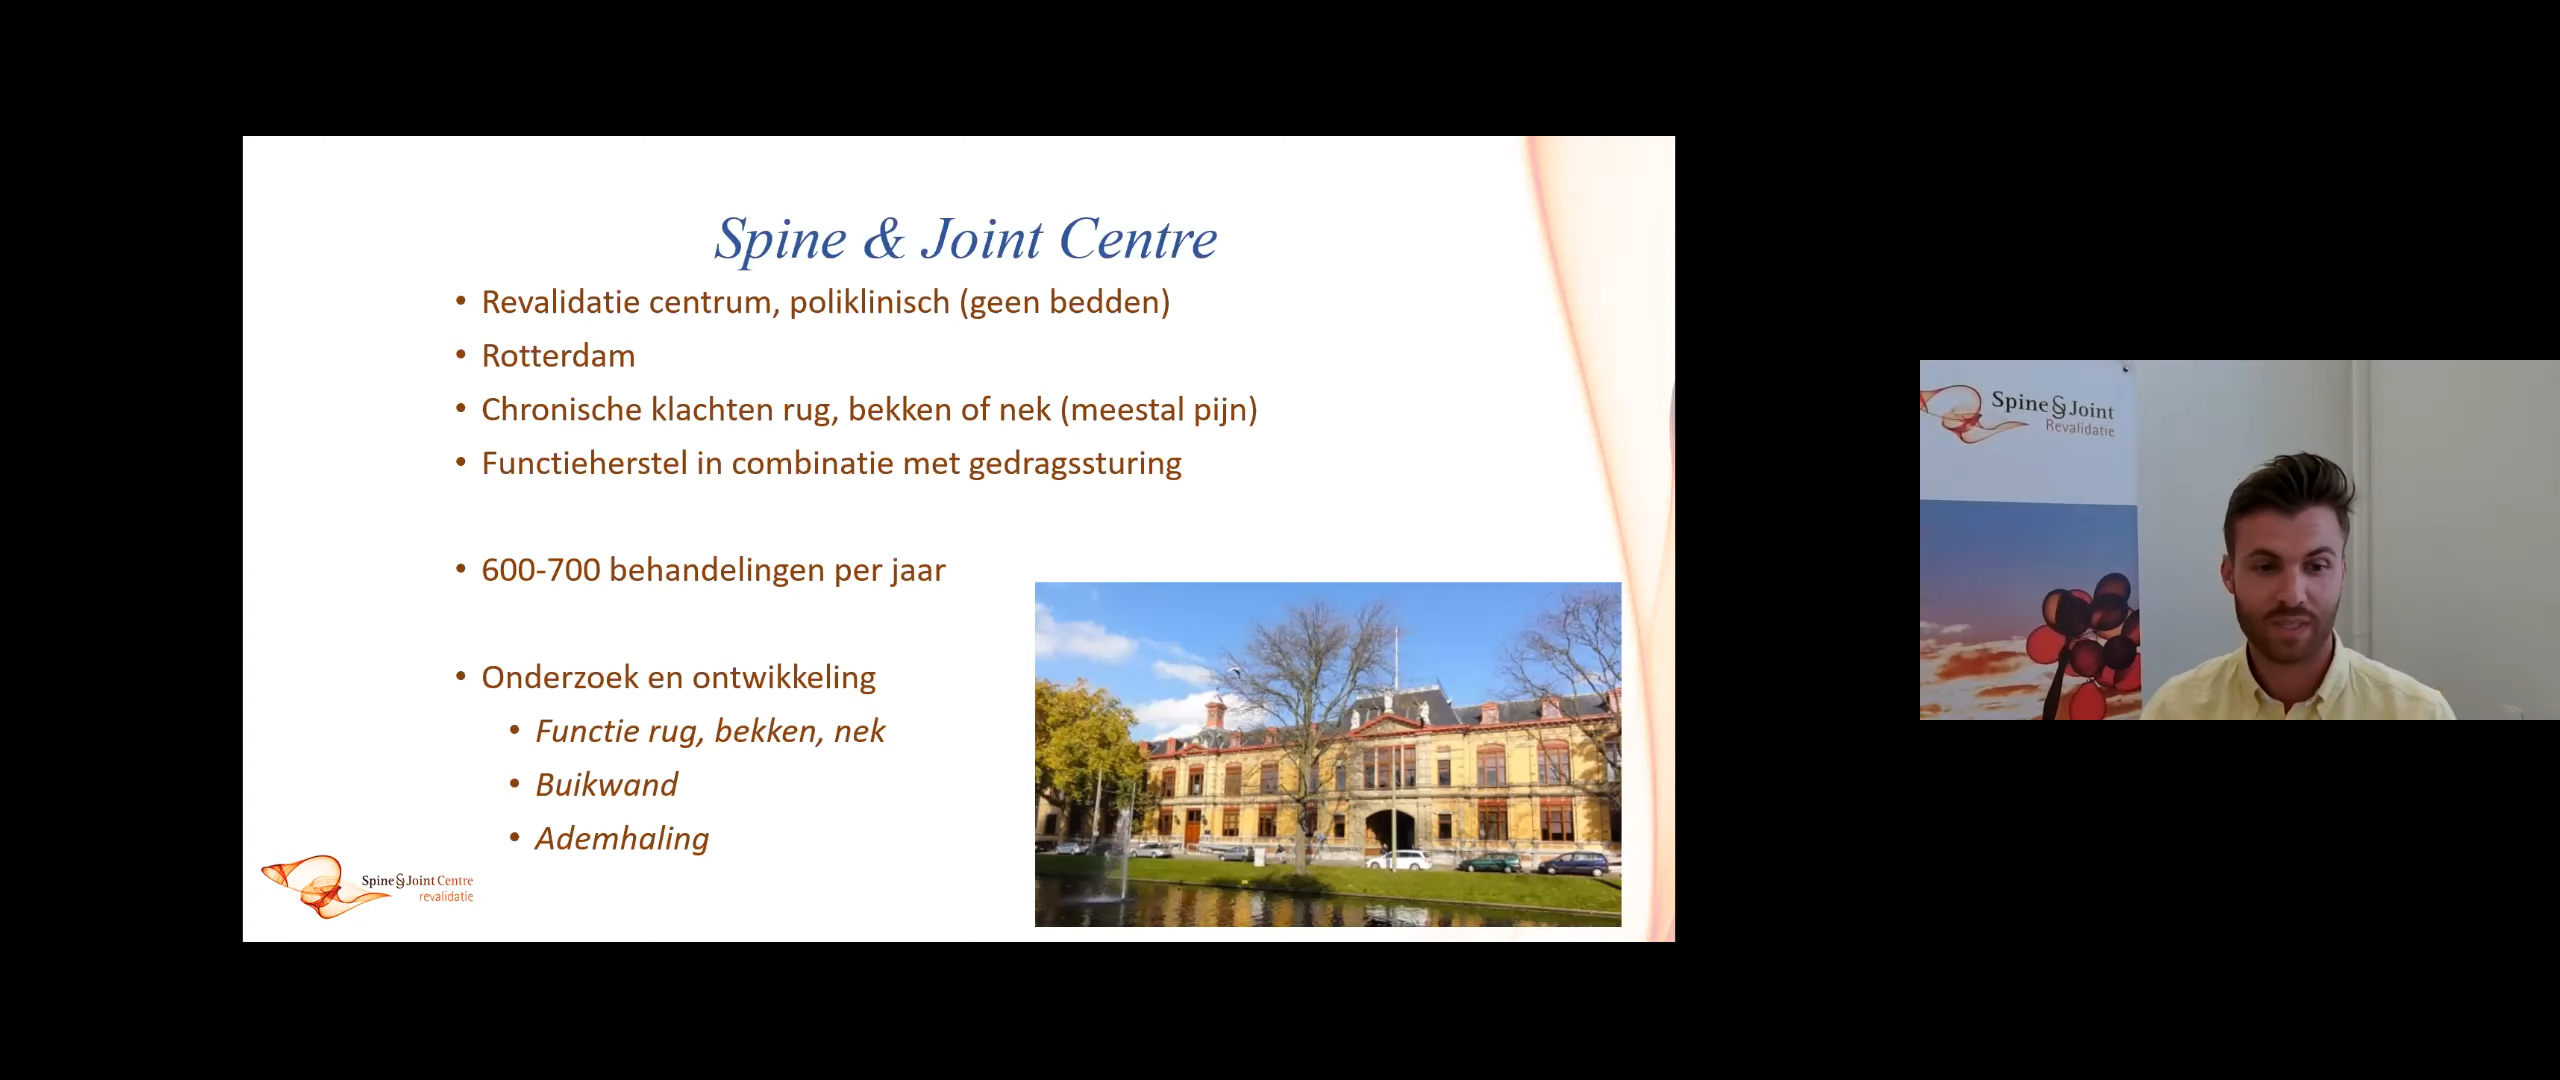 Spine & Joint Centre
• Revalidatie centrum, poliklinisch (geen bedden)
• Rotterdam
• Chronische klachten rug, bekken of nek (meestal pijn)
• Functieherstel in combinatie met gedragssturing
• 600-700 behandelingen per jaar
• Onderzoek en ontwikkeling
• Functie rug, bekken, nek
• Buikwand
• Ademhaling
Spine & Joint Centre
revalidatie
Spine & Joint
Revalidatie